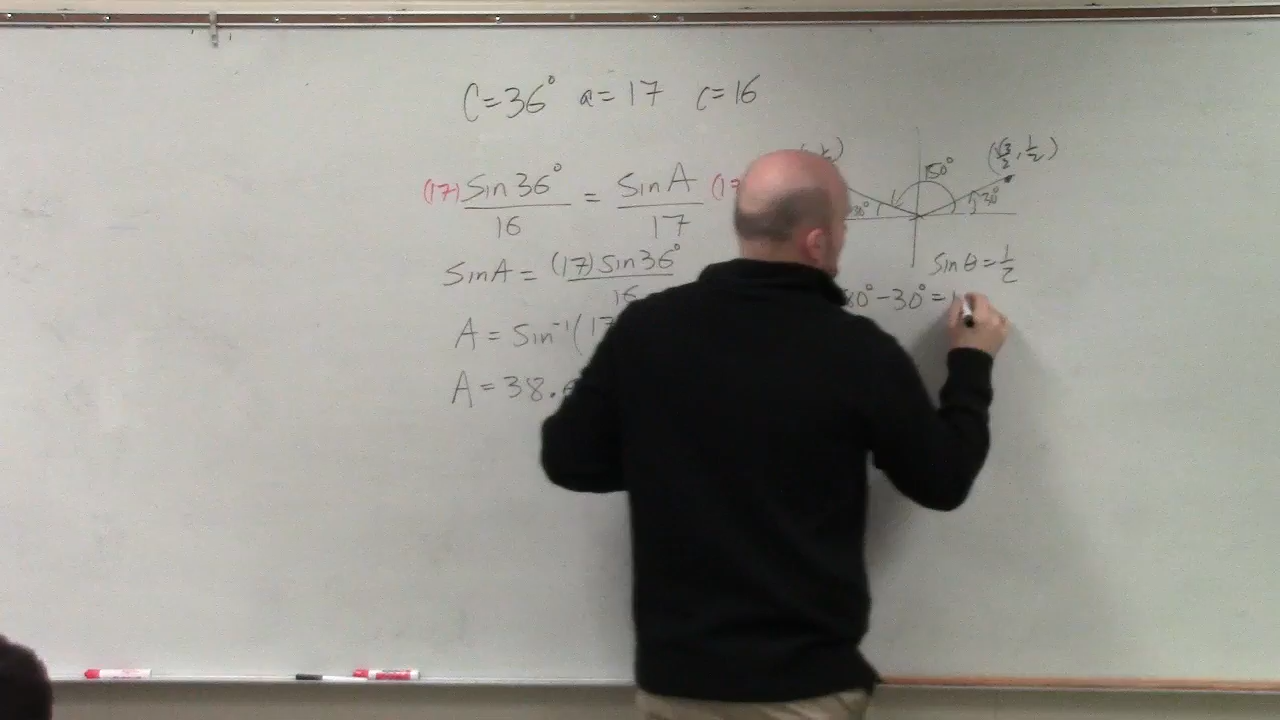 C=36° a=17 c=16
(17) sin 36° / 16 = sin A / 17 (17
sin A = (17) sin 36° / 16
A = sin⁻¹(17
A = 38.
150°
(√3/2, 1/2)
30°
sin θ = 1/2
0° - 30° = 1